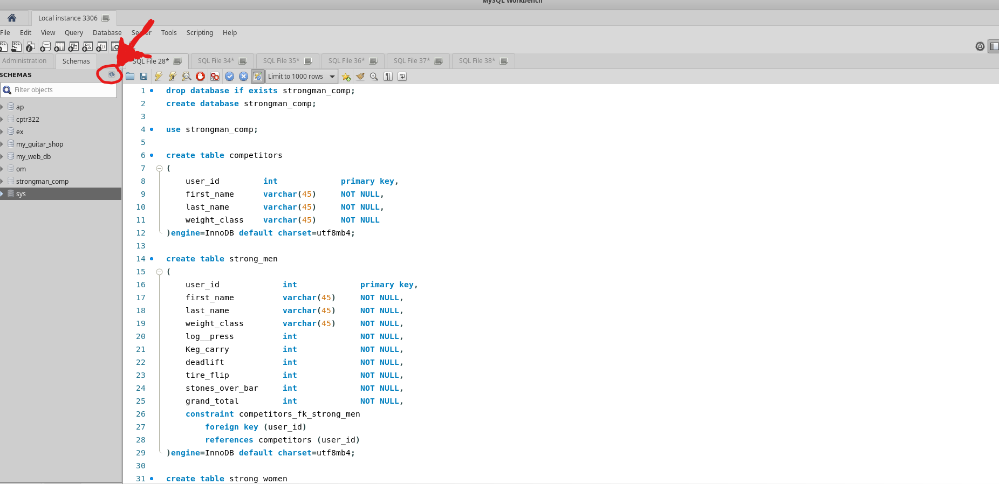 MySQL Workbench
Local instance 3306
File Edit View Query Database Server Tools Scripting Help
Administration Schemas SQL File 28* SQL File 34* SQL File 35* SQL File 36* SQL File 37* SQL File 38*
SCHEMAS
Limit to 1000 rows
Filter objects
ap
cptr322
ex
my_guitar_shop
my_web_db
om
strongman_comp
sys
1 drop database if exists strongman_comp;
2 create database strongman_comp;
3
4 use strongman_comp;
5
6 create table competitors
7 (
8 user_id int primary key,
9 first_name varchar(45) NOT NULL,
10 last_name varchar(45) NOT NULL,
11 weight_class varchar(45) NOT NULL
12 )engine=InnoDB default charset=utf8mb4;
13
14 create table strong_men
15 (
16 user_id int primary key,
17 first_name varchar(45) NOT NULL,
18 last_name varchar(45) NOT NULL,
19 weight_class varchar(45) NOT NULL,
20 log__press int NOT NULL,
21 Keg_carry int NOT NULL,
22 deadlift int NOT NULL,
23 tire_flip int NOT NULL,
24 stones_over_bar int NOT NULL,
25 grand_total int NOT NULL,
26 constraint competitors_fk_strong_men
27 foreign key (user_id)
28 references competitors (user_id)
29 )engine=InnoDB default charset=utf8mb4;
30
31 create table strong women